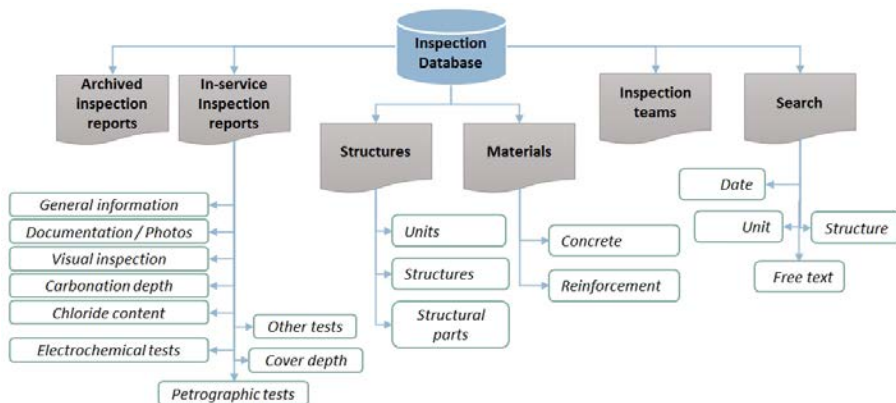 Inspection
Database
Archived
inspection
reports
In-service
Inspection
reports
Structures
Materials
Inspection
teams
Search
General information
Documentation / Photos
Visual inspection
Carbonation depth
Chloride content
Electrochemical tests
Other tests
Cover depth
Petrographic tests
Units
Structures
Structural
parts
Concrete
Reinforcement
Date
Unit
Structure
Free text